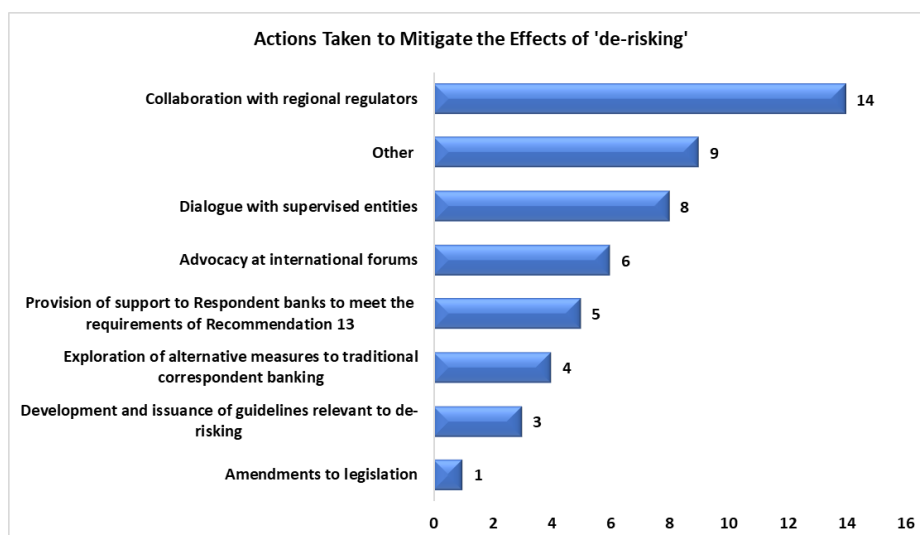 Actions Taken to Mitigate the Effects of 'de-risking'
Collaboration with regional regulators
14
Other
9
Dialogue with supervised entities
8
Advocacy at international forums
6
Provision of support to Respondent banks to meet the
requirements of Recommendation 13
5
Exploration of alternative measures to traditional
correspondent banking
4
Development and issuance of guidelines relevant to de-
risking
3
Amendments to legislation
1
0 2 4 6 8 10 12 14 16